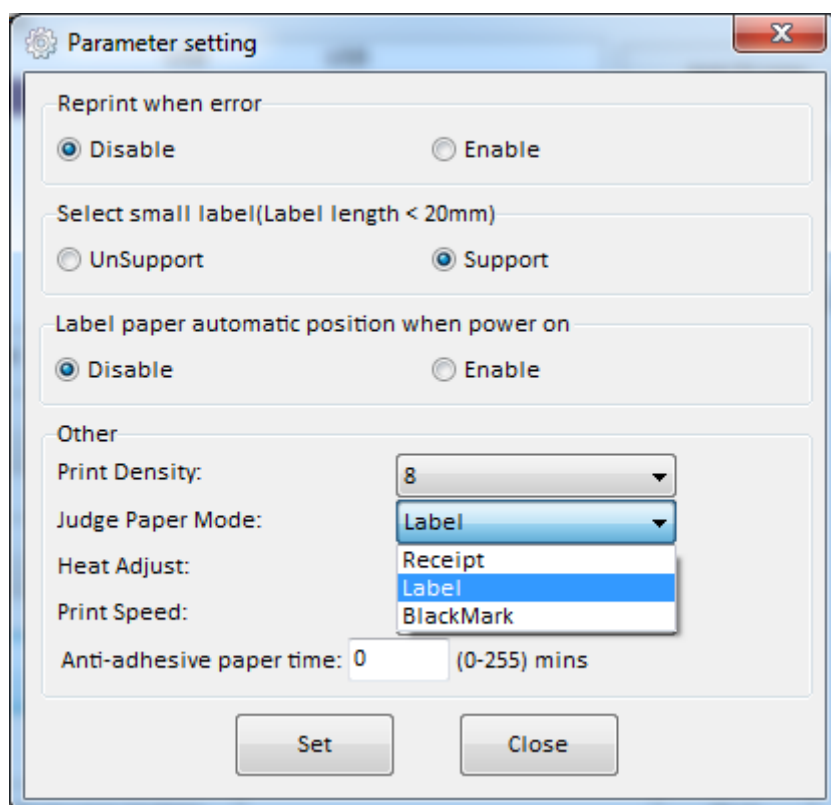 Parameter setting
Reprint when error
Disable Enable
Select small label(Label length < 20mm)
UnSupport Support
Label paper automatic position when power on
Disable Enable
Other
Print Density: 8
Judge Paper Mode: Label
Receipt
Heat Adjust:
Label
Print Speed: BlackMark
Anti-adhesive paper time: 0 (0-255) mins
Set Close